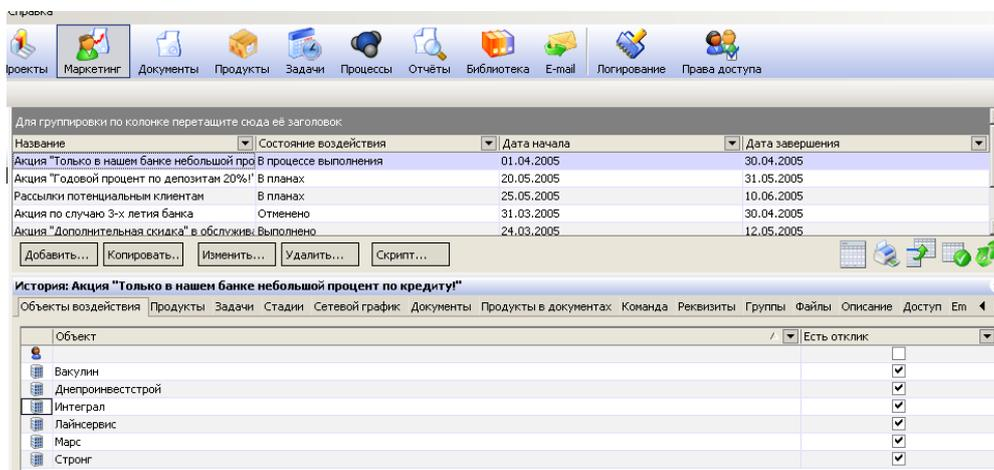 Справка
Проекты Маркетинг Документы Продукты Задачи Процессы Отчёты Библиотека E-mail Логирование Права доступа
Для группировки по колонке перетащите сюда её заголовок
Название Состояние воздействия Дата начала Дата завершения
Акция "Только в нашем банке небольшой про В процессе выполнения 01.04.2005 30.04.2005
Акция "Годовой процент по депозитам 20%!" В планах 20.05.2005 31.05.2005
Рассылки потенциальным клиентам В планах 25.05.2005 10.06.2005
Акция по случаю 3-х летия банка Отменено 31.03.2005 30.04.2005
Акция "Дополнительная скидка" в обслужива Выполнено 24.03.2005 12.05.2005
Добавить... Копировать.. Изменить... Удалить... Скрипт...
История: Акция "Только в нашем банке небольшой процент по кредиту!"
Объекты воздействия Продукты Задачи Стадии Сетевой график Документы Продукты в документах Команда Реквизиты Группы Файлы Описание Доступ Em
Объект Есть отклик
Вакулин
Днепроинвестстрой
Интеграл
Лайнсервис
Марс
Стронг